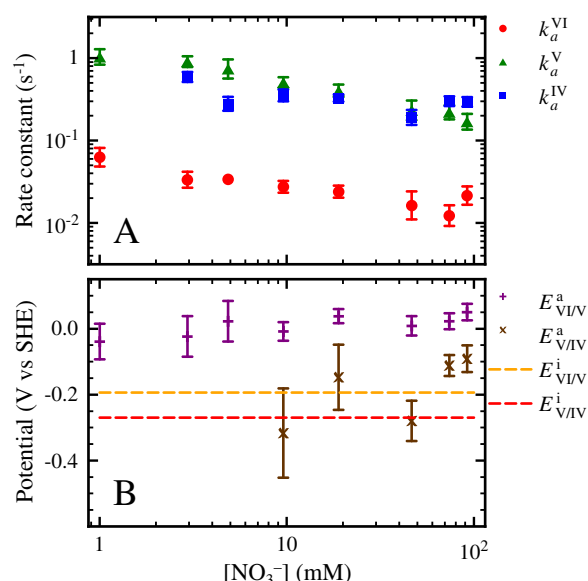 1
10⁻¹
10⁻²
Rate constant (s⁻¹)
A
k_a^VI
k_a^V
k_a^IV
0.0
-0.2
-0.4
Potential (V vs SHE)
B
E^a_VI/V
E^a_V/IV
E^i_VI/V
E^i_V/IV
1 10 10²
[NO₃⁻] (mM)